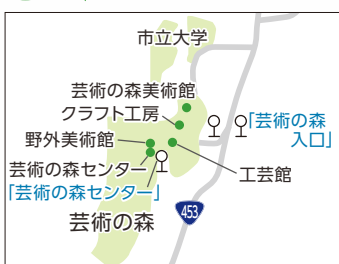 市立大学
芸術の森美術館
クラフト工房
野外美術館
「芸術の森
入口」
芸術の森センター
工芸館
「芸術の森センター」
芸術の森
453